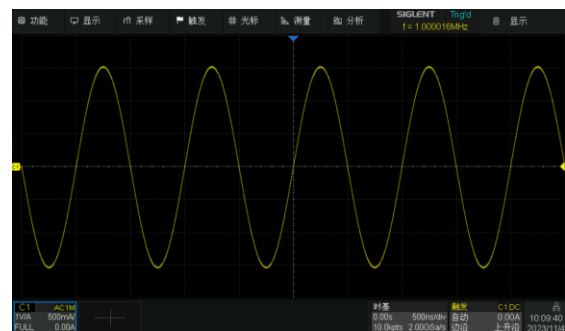 功能 显示 采样 触发 光标 测量 分析 SIGLENT Trig'd 显示
f = 1.000016MHz
C1
C1 AC1M 时基 触发 C1 DC
1V/A 500mA/ 0.00s 500ns/div 自动 0.00A 10:09:40
FULL 0.00A 10.0kpts 2.00GSa/s 边沿 上升沿 2023/11/4